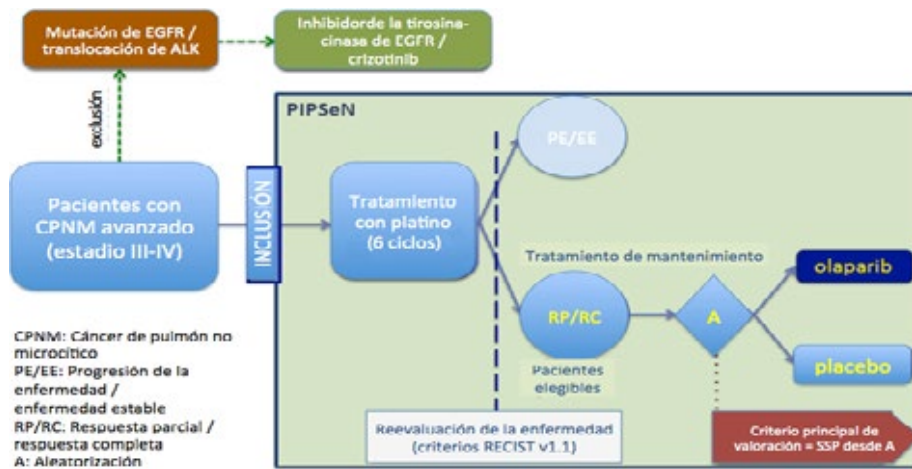 Mutación de EGFR /
translocación de ALK
Inhibidorde la tirosina-
cinasa de EGFR /
crizotinib
exclusión
PIPSeN
PE/EE
Pacientes con
CPNM avanzado
(estadio III-IV)
INCLUSIÓN
Tratamiento
con platino
(6 ciclos)
Tratamiento de mantenimiento
olaparib
RP/RC
A
placebo
Pacientes
elegibles
CPNM: Cáncer de pulmón no
microcítico
PE/EE: Progresión de la
enfermedad /
enfermedad estable
RP/RC: Respuesta parcial /
respuesta completa
A: Aleatorización
Reevaluación de la enfermedad
(criterios RECIST v1.1)
Criterio principal de
valoración = SSP desde A